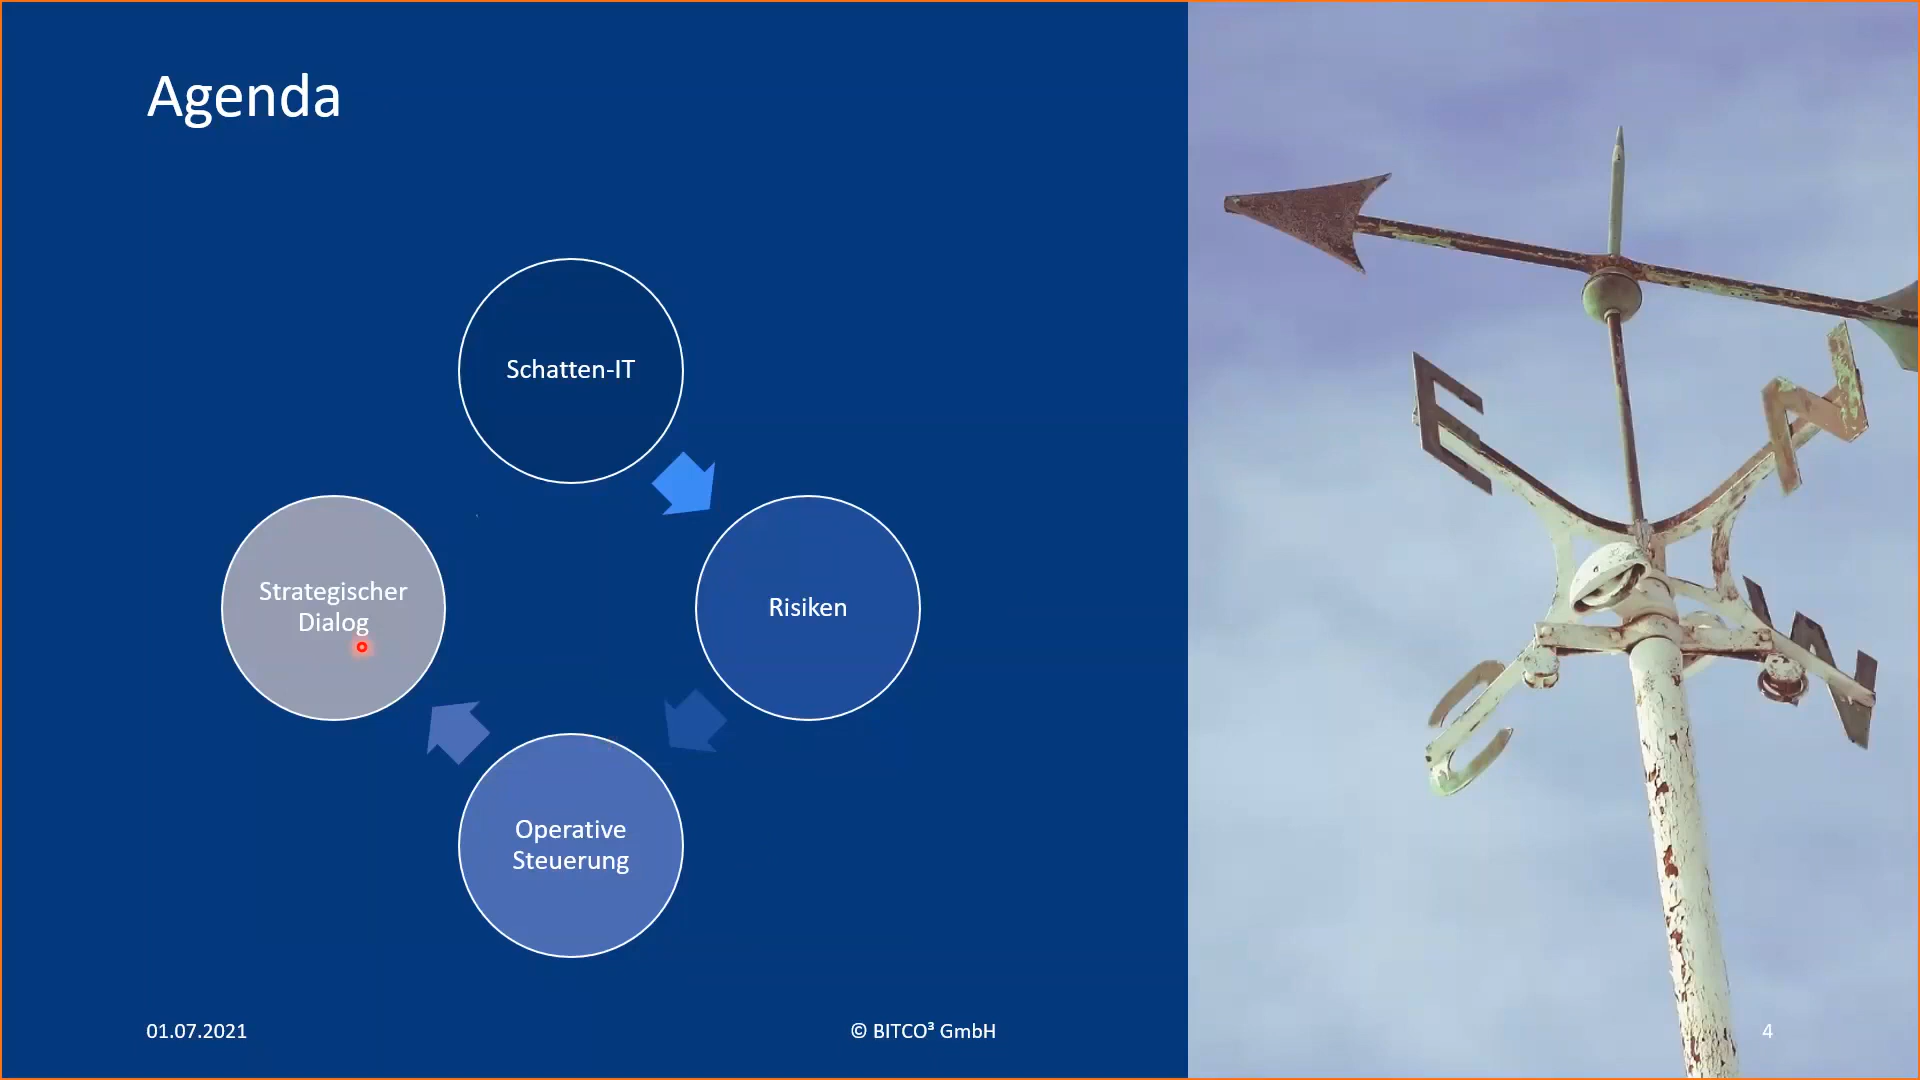 Agenda
Schatten-IT
Risiken
Operative
Steuerung
Strategischer
Dialog
E
N
O
01.07.2021
© BITCO³ GmbH
4